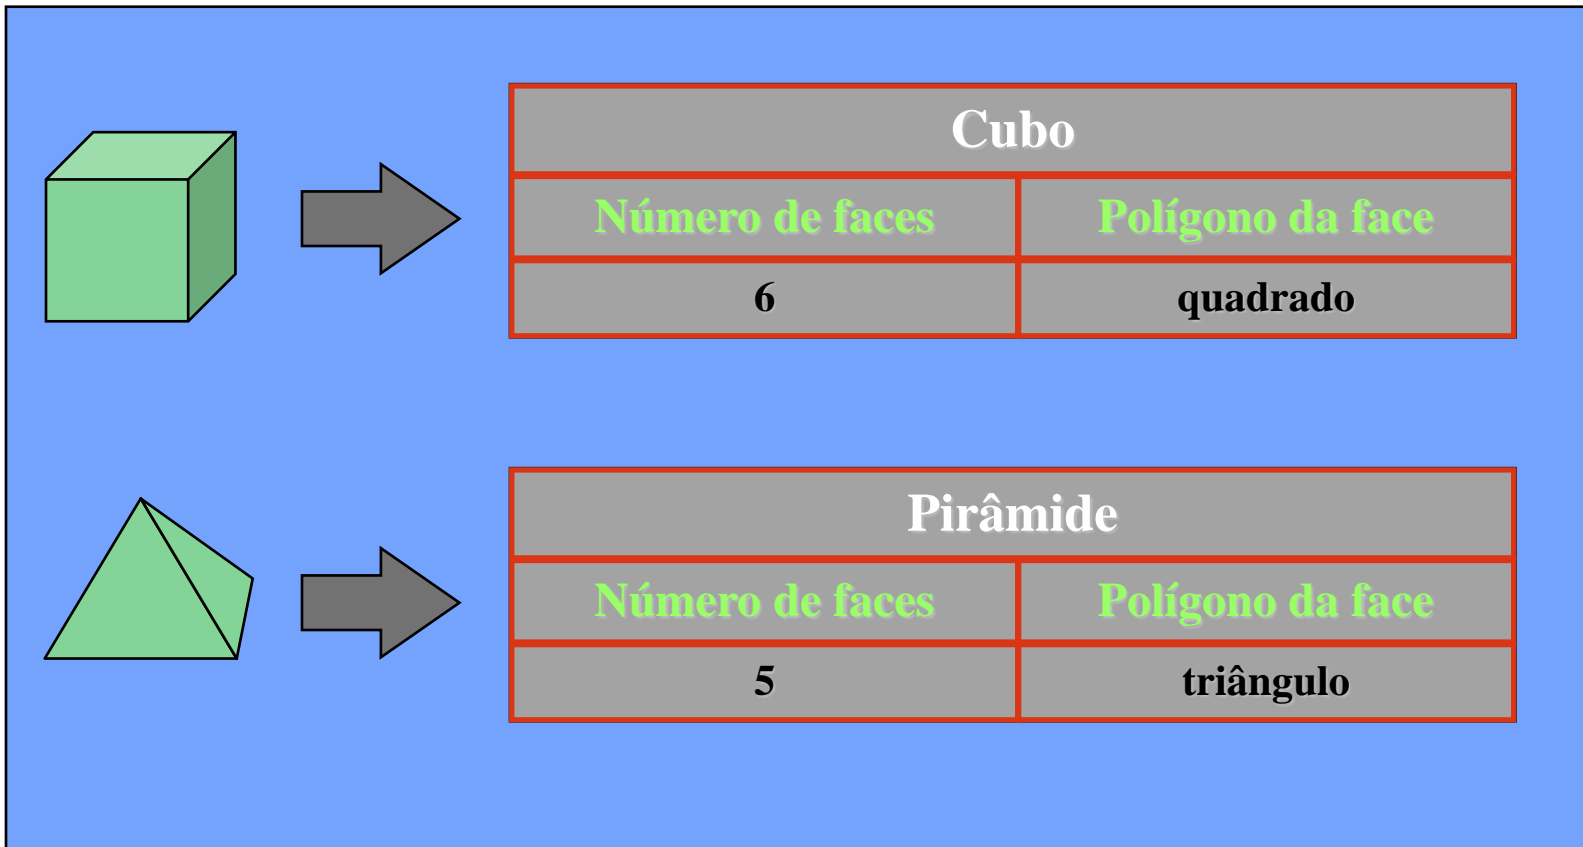 Cubo
Número de faces Polígono da face
6 quadrado
Pirâmide
Número de faces Polígono da face
5 triângulo